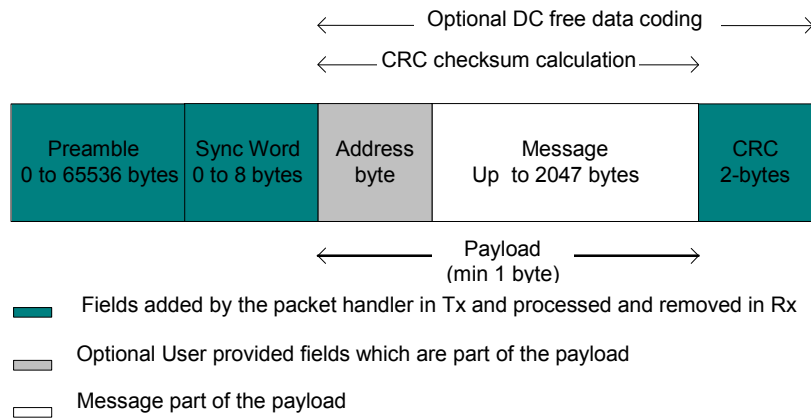 Optional DC free data coding
CRC checksum calculation
Preamble
0 to 65536 bytes
Sync Word
0 to 8 bytes
Address
byte
Message
Up to 2047 bytes
CRC
2-bytes
Payload
(min 1 byte)
Fields added by the packet handler in Tx and processed and removed in Rx
Optional User provided fields which are part of the payload
Message part of the payload